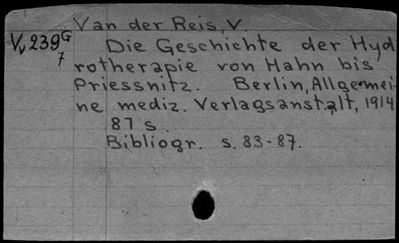 Van der Reis, V.
V, 239 G
7
Die Geschichte der Hyd
rotherapie von Hahn bis
Priessnitz. Berlin, Allgemei-
ne mediz. Verlagsanstalt, 1914
87 s.
Bibliogr. s. 83-87.